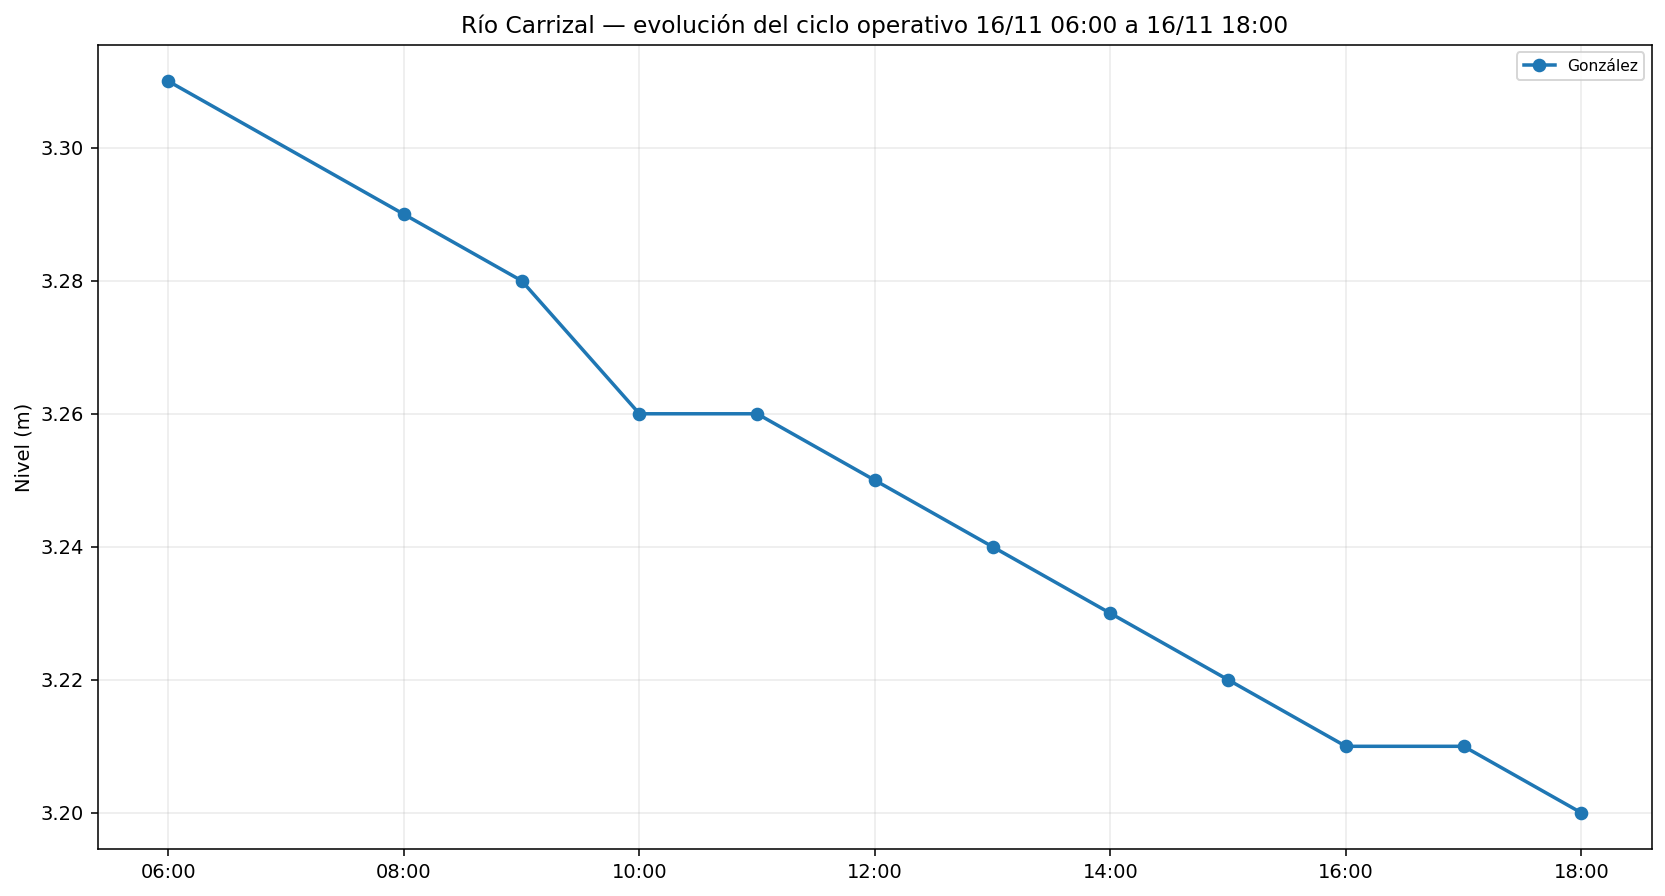 Río Carrizal — evolución del ciclo operativo 16/11 06:00 a 16/11 18:00
González
Nivel (m)
3.30
3.28
3.26
3.24
3.22
3.20
06:00 08:00 10:00 12:00 14:00 16:00 18:00